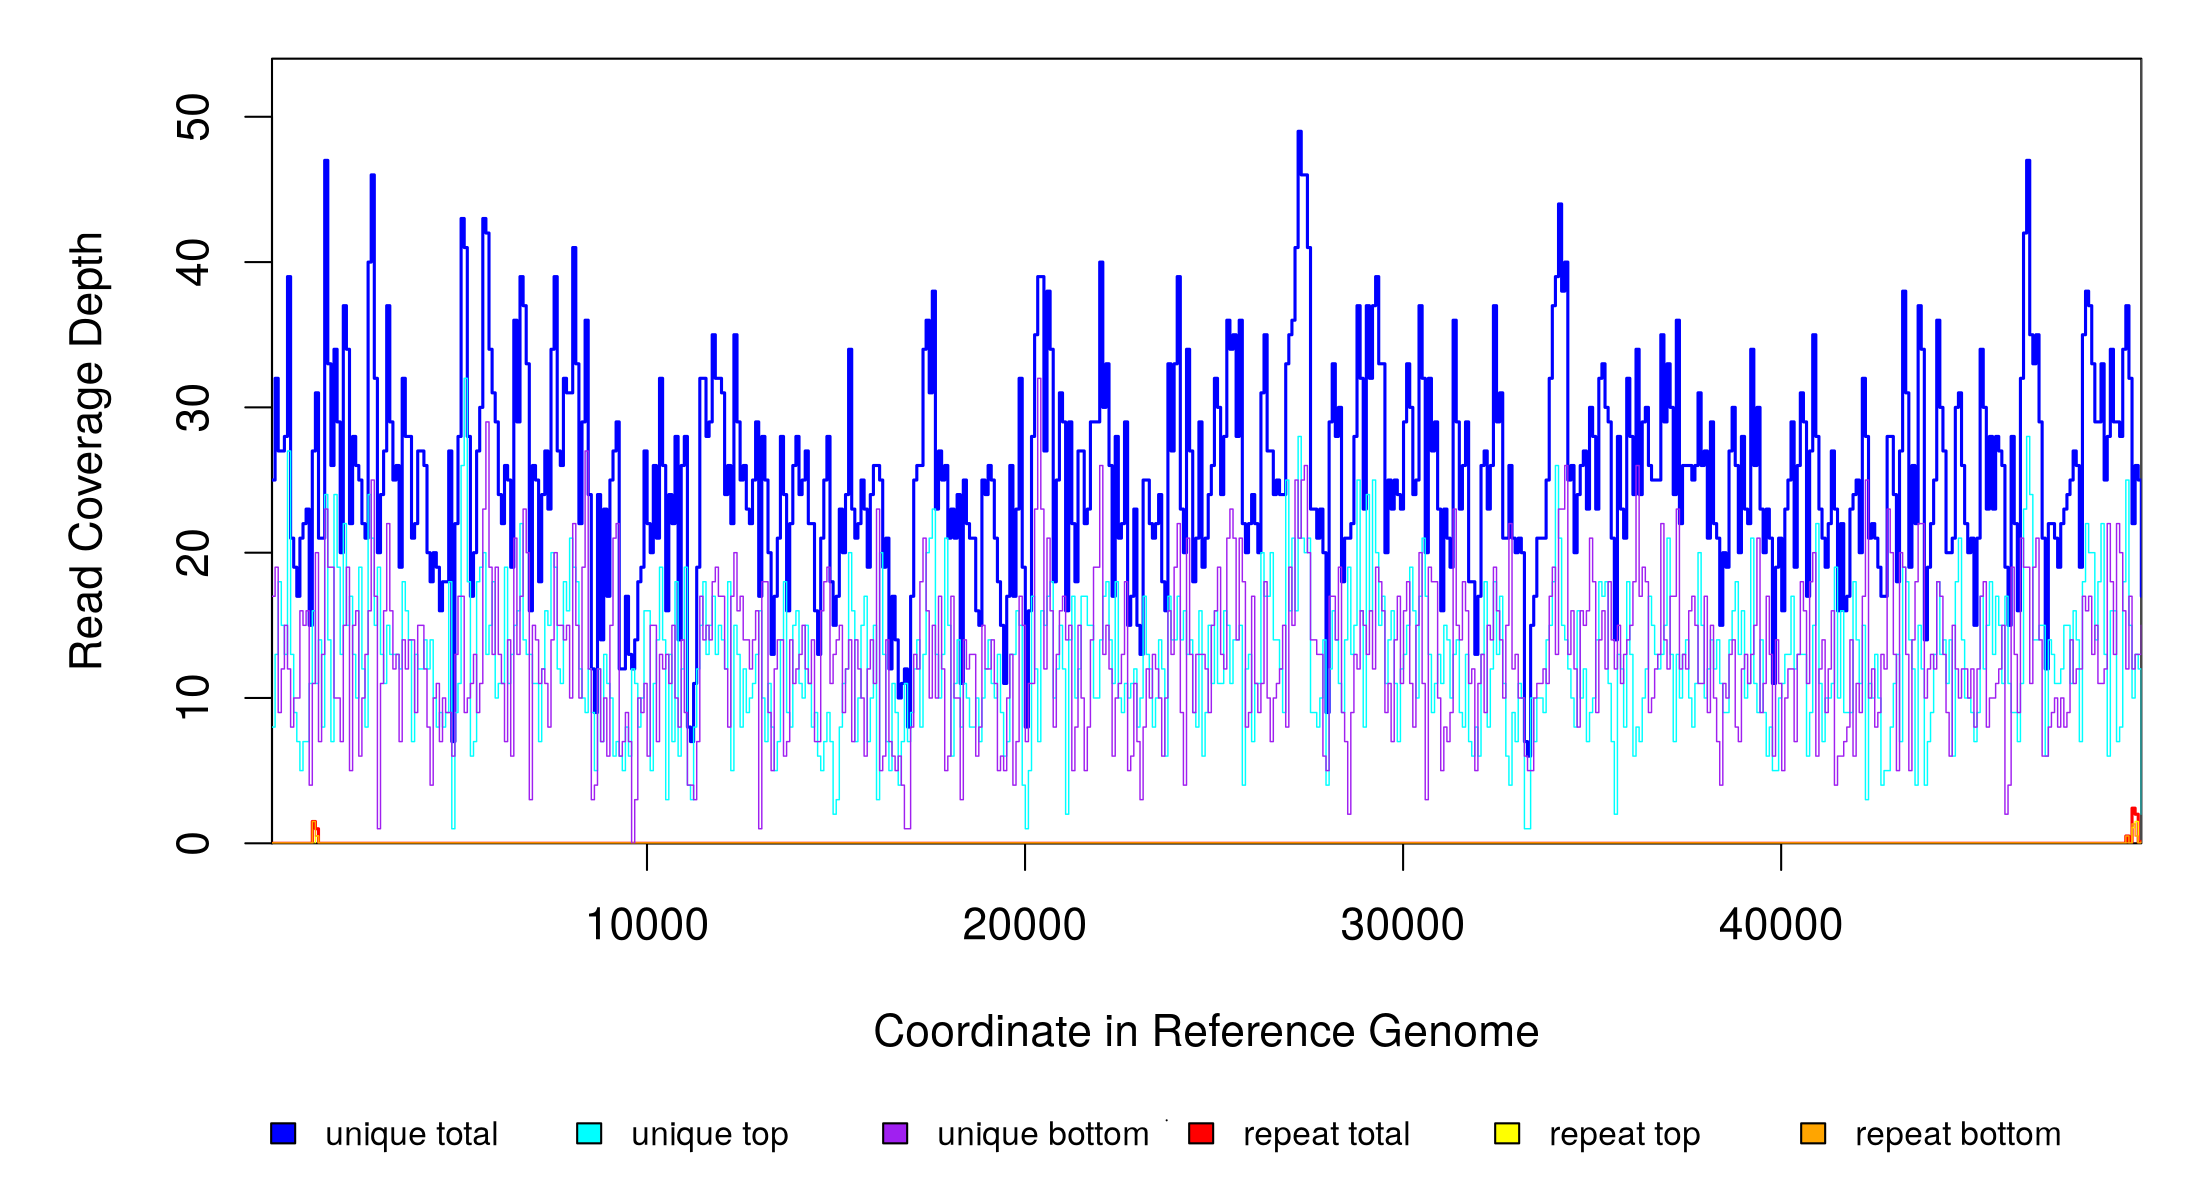 Read Coverage Depth
50
40
30
20
10
0
10000 20000 30000 40000
Coordinate in Reference Genome
unique total unique top unique bottom repeat total repeat top repeat bottom